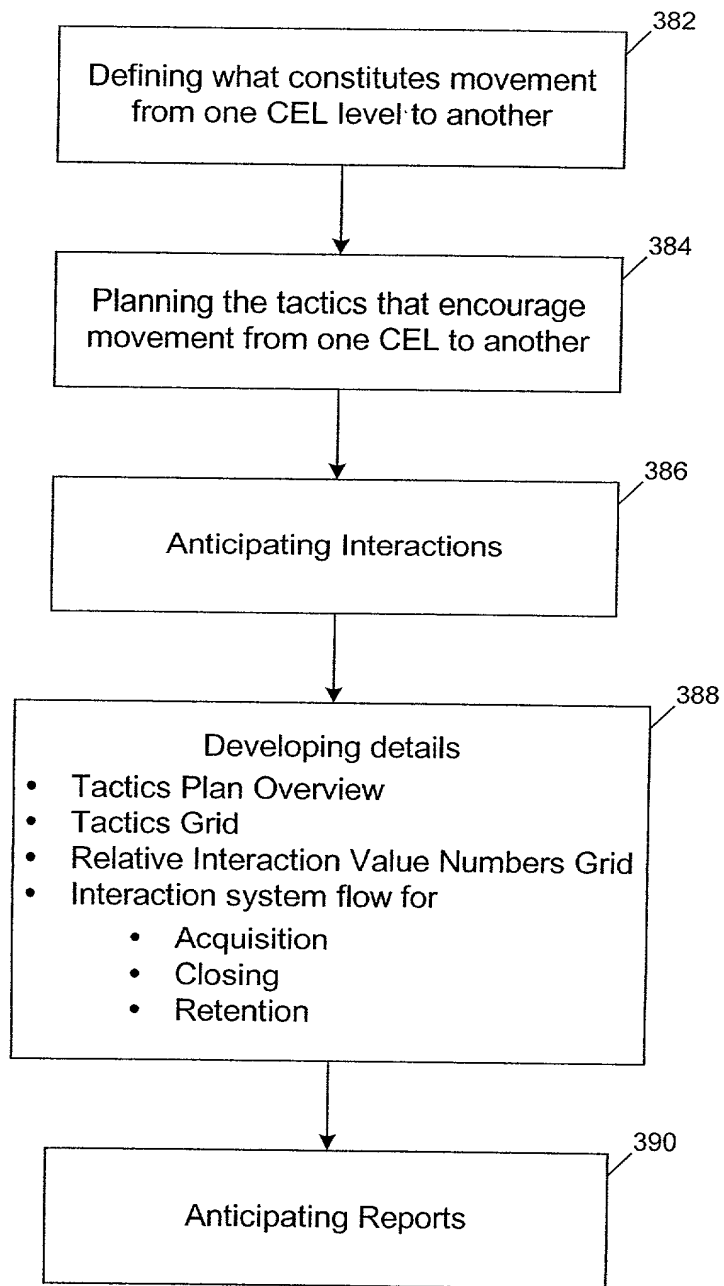 382
Defining what constitutes movement
from one CEL level to another
384
Planning the tactics that encourage
movement from one CEL to another
386
Anticipating Interactions
388
Developing details
• Tactics Plan Overview
• Tactics Grid
• Relative Interaction Value Numbers Grid
• Interaction system flow for
• Acquisition
• Closing
• Retention
390
Anticipating Reports